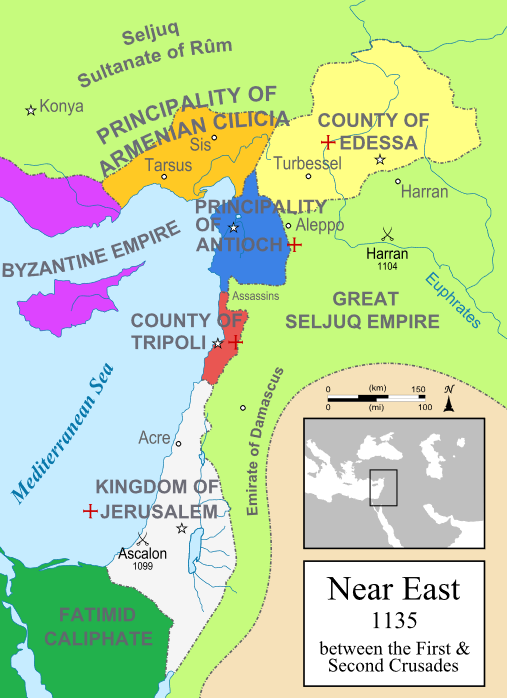 Seljuq
Sultanate of Rûm
Konya
PRINCIPALITY OF
ARMENIAN CILICIA
Sis
Tarsus
COUNTY OF
EDESSA
Turbessel
Harran
PRINCIPALITY
OF
ANTIOCH
Aleppo
Harran
1104
BYZANTINE EMPIRE
Euphrates
Assassins
GREAT
SELJUQ EMPIRE
COUNTY OF
TRIPOLI
Mediterranean Sea
Emirate of Damascus
0 (km) 150
0 (mi) 100
N
Acre
KINGDOM OF
JERUSALEM
Ascalon
1099
FATIMID
CALIPHATE
Near East
1135
between the First &
Second Crusades